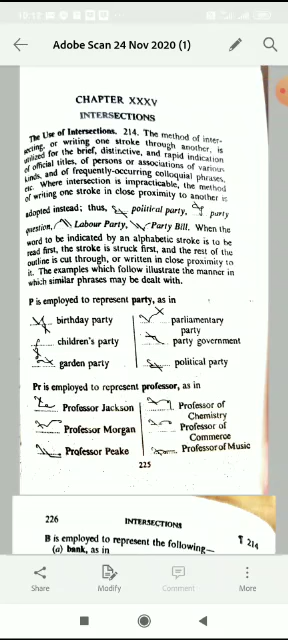 10:12
Adobe Scan 24 Nov 2020 (1)
CHAPTER XXXV
INTERSECTIONS
The Use of Intersections. 214. The method of inter-
secting, or writing one stroke through another, is
utilized for the brief, distinctive, and rapid indication
of official titles, of persons or associations of various
kinds, and of frequently-occurring colloquial phrases,
etc. Where intersection is impracticable, the method
of writing one stroke in close proximity to another is
adopted instead; thus, political party, party
question, Labour Party, Party Bill. When the
word to be indicated by an alphabetic stroke is to be
read first, the stroke is struck first, and the rest of the
outline is cut through, or written in close proximity to
it. The examples which follow illustrate the manner in
which similar phrases may be dealt with.
P is employed to represent party, as in
birthday party
children's party
garden party
parliamentary
party
party government
political party
Pr is employed to represent professor, as in
Professor Jackson
Professor Morgan
Professor Peake
Professor of
Chemistry
Professor of
Commerce
Professor of Music
225
226 INTERSECTIONS ¶ 214
B is employed to represent the following—
(a) bank, as in
Share Modify Comment More